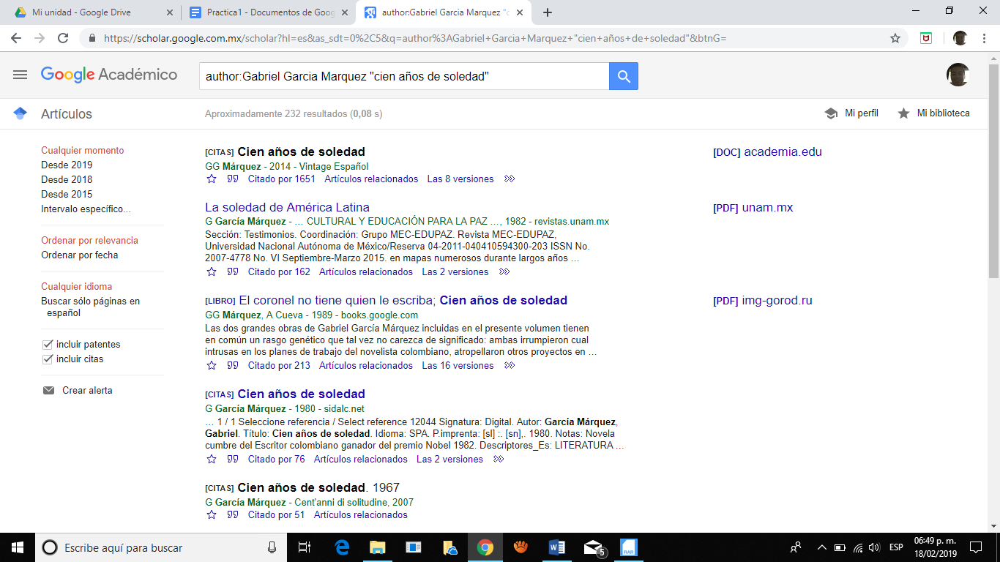 Mi unidad - Google Drive
Practica1 - Documentos de Goog
author:Gabriel Garcia Marquez "c
https://scholar.google.com.mx/scholar?hl=es&as_sdt=0%2C5&q=author%3AGabriel+Garcia+Marquez+"cien+años+de+soledad"&btnG=
Google Académico
author:Gabriel Garcia Marquez "cien años de soledad"
Artículos
Aproximadamente 232 resultados (0,08 s)
Mi perfil
Mi biblioteca
Cualquier momento
Desde 2019
Desde 2018
Desde 2015
Intervalo específico...
Ordenar por relevancia
Ordenar por fecha
Cualquier idioma
Buscar sólo páginas en
español
incluir patentes
incluir citas
Crear alerta
[CITAS] Cien años de soledad
GG Márquez - 2014 - Vintage Español
Citado por 1651 Artículos relacionados Las 8 versiones
[DOC] academia.edu
La soledad de América Latina
G García Márquez - … CULTURAL Y EDUCACIÓN PARA LA PAZ …, 1982 - revistas.unam.mx
Sección: Testimonios. Coordinación: Grupo MEC-EDUPAZ. Revista MEC-EDUPAZ,
Universidad Nacional Autónoma de México/Reserva 04-2011-040410594300-203 ISSN No.
2007-4778 No. VI Septiembre-Marzo 2015. en mapas numerosos durante largos años …
Citado por 162 Artículos relacionados Las 2 versiones
[PDF] unam.mx
[LIBRO] El coronel no tiene quien le escriba; Cien años de soledad
GG Márquez, A Cueva - 1989 - books.google.com
Las dos grandes obras de Gabriel García Márquez incluidas en el presente volumen tienen
en común un rasgo genético que tal vez no carezca de significado: ambas irrumpieron cual
intrusas en los planes de trabajo del novelista colombiano, atropellaron otros proyectos en …
Citado por 213 Artículos relacionados Las 16 versiones
[PDF] img-gorod.ru
[CITAS] Cien años de soledad
G García Márquez - 1980 - sidalc.net
… 1 / 1 Seleccione referencia / Select reference 12044 Signatura: Digital. Autor: García Márquez,
Gabriel. Título: Cien años de soledad. Idioma: SPA. P.imprenta: [sl] :. [sn],. 1980. Notas: Novela
cumbre del Escritor colombiano ganador del premio Nobel 1982. Descriptores_Es: LITERATURA …
Citado por 76 Artículos relacionados Las 2 versiones
[CITAS] Cien años de soledad. 1967
G García Márquez - Cent'anni di solitudine, 2007
Citado por 51 Artículos relacionados
Escribe aquí para buscar
5
RAR
ESP
06:49 p. m.
18/02/2019